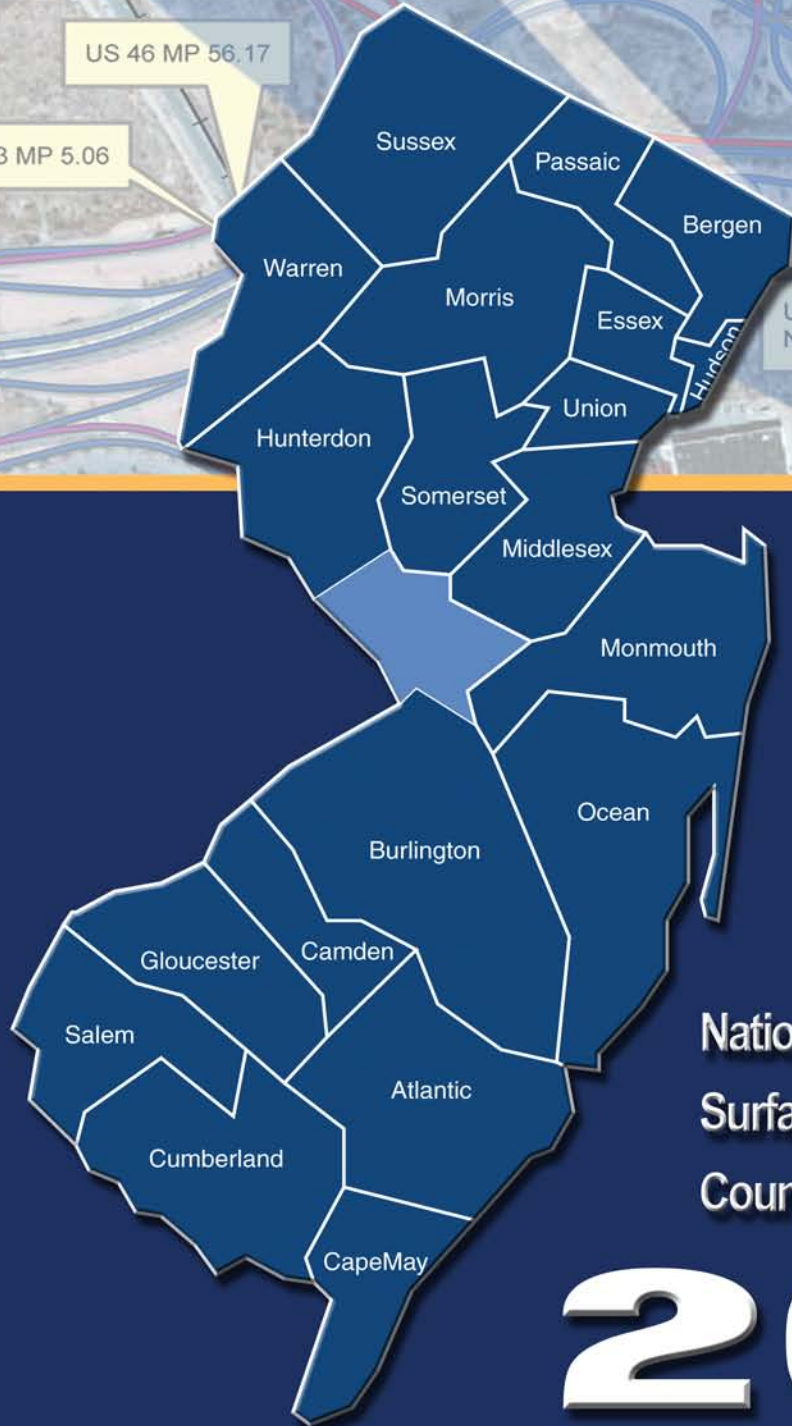 US 46 MP 56.17
MP 5.06
Sussex
Passaic
Bergen
Warren
Morris
Essex
Hudson
Union
Hunterdon
Somerset
Middlesex
Monmouth
Ocean
Burlington
Camden
Gloucester
Salem
Atlantic
Cumberland
CapeMay